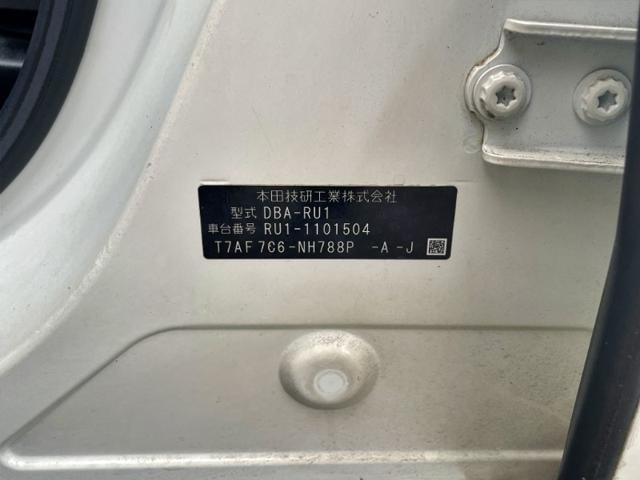 本田技研工業株式会社
型式 DBA-RU1
車台番号 RU1-1101504
T7AF7C6-NH788P -A -J